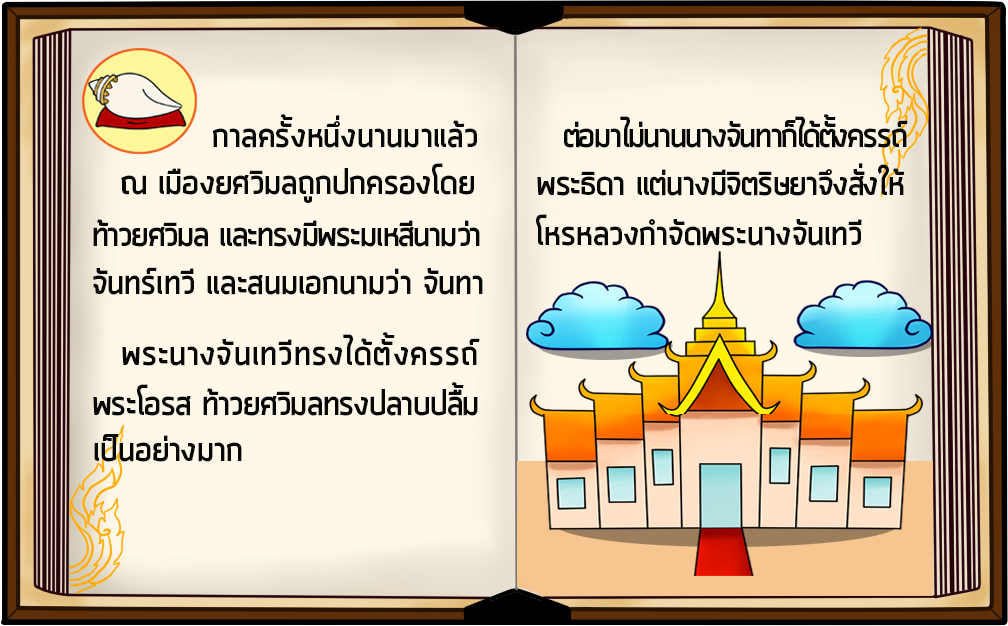 กาลครั้งหนึ่งนานมาแล้ว
ณ เมืองยศวิมลถูกปกครองโดย
ท้าวยศวิมล และทรงมีพระมเหสีนามว่า
จันทร์เทวี และสนมเอกนามว่า จันทา
พระนางจันเทวีทรงได้ตั้งครรถ์
พระโอรส ท้าวยศวิมลทรงปลาบปลื้ม
เป็นอย่างมาก
ต่อมาไม่นานนางจันทาก็ได้ตั้งครรถ์
พระธิดา แต่นางมีจิตริษยาจึงสั่งให้
โหรหลวงกำจัดพระนางจันเทวี